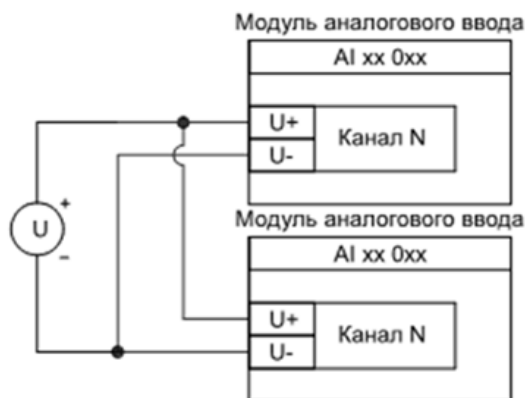 Модуль аналогового ввода
AI xx 0xx
U+
Канал N
U-
+
U
−
Модуль аналогового ввода
AI xx 0xx
U+
Канал N
U-